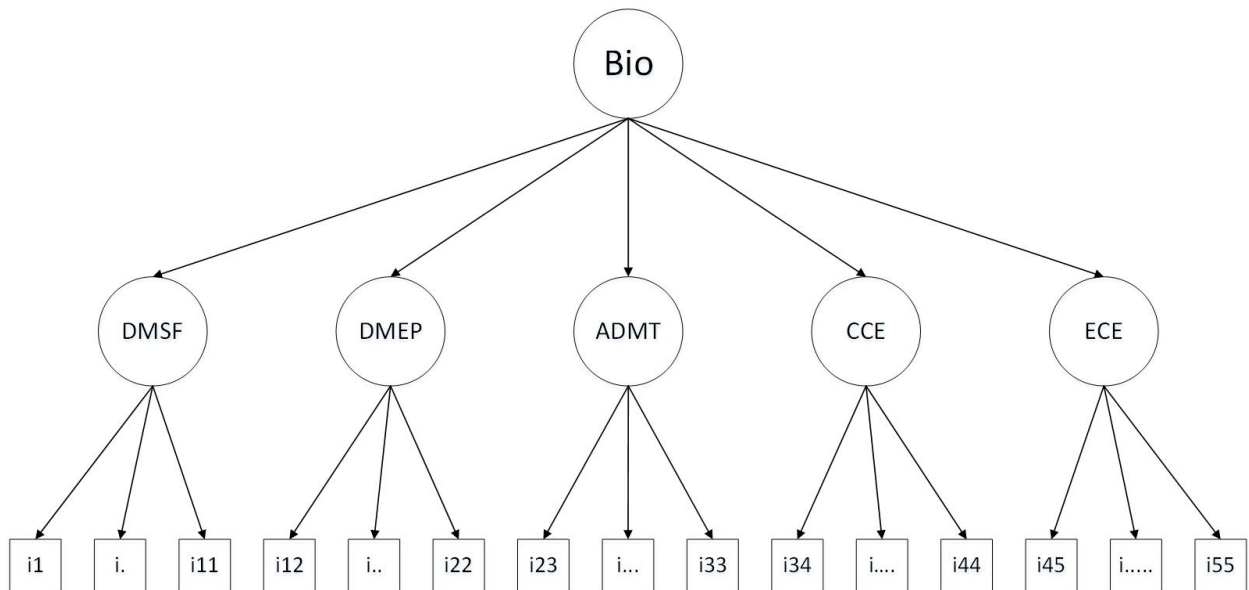 Bio
DMSF DMEP ADMT CCE ECE
i1 i. i11 i12 i.. i22 i23 i... i33 i34 i.... i44 i45 i..... i55